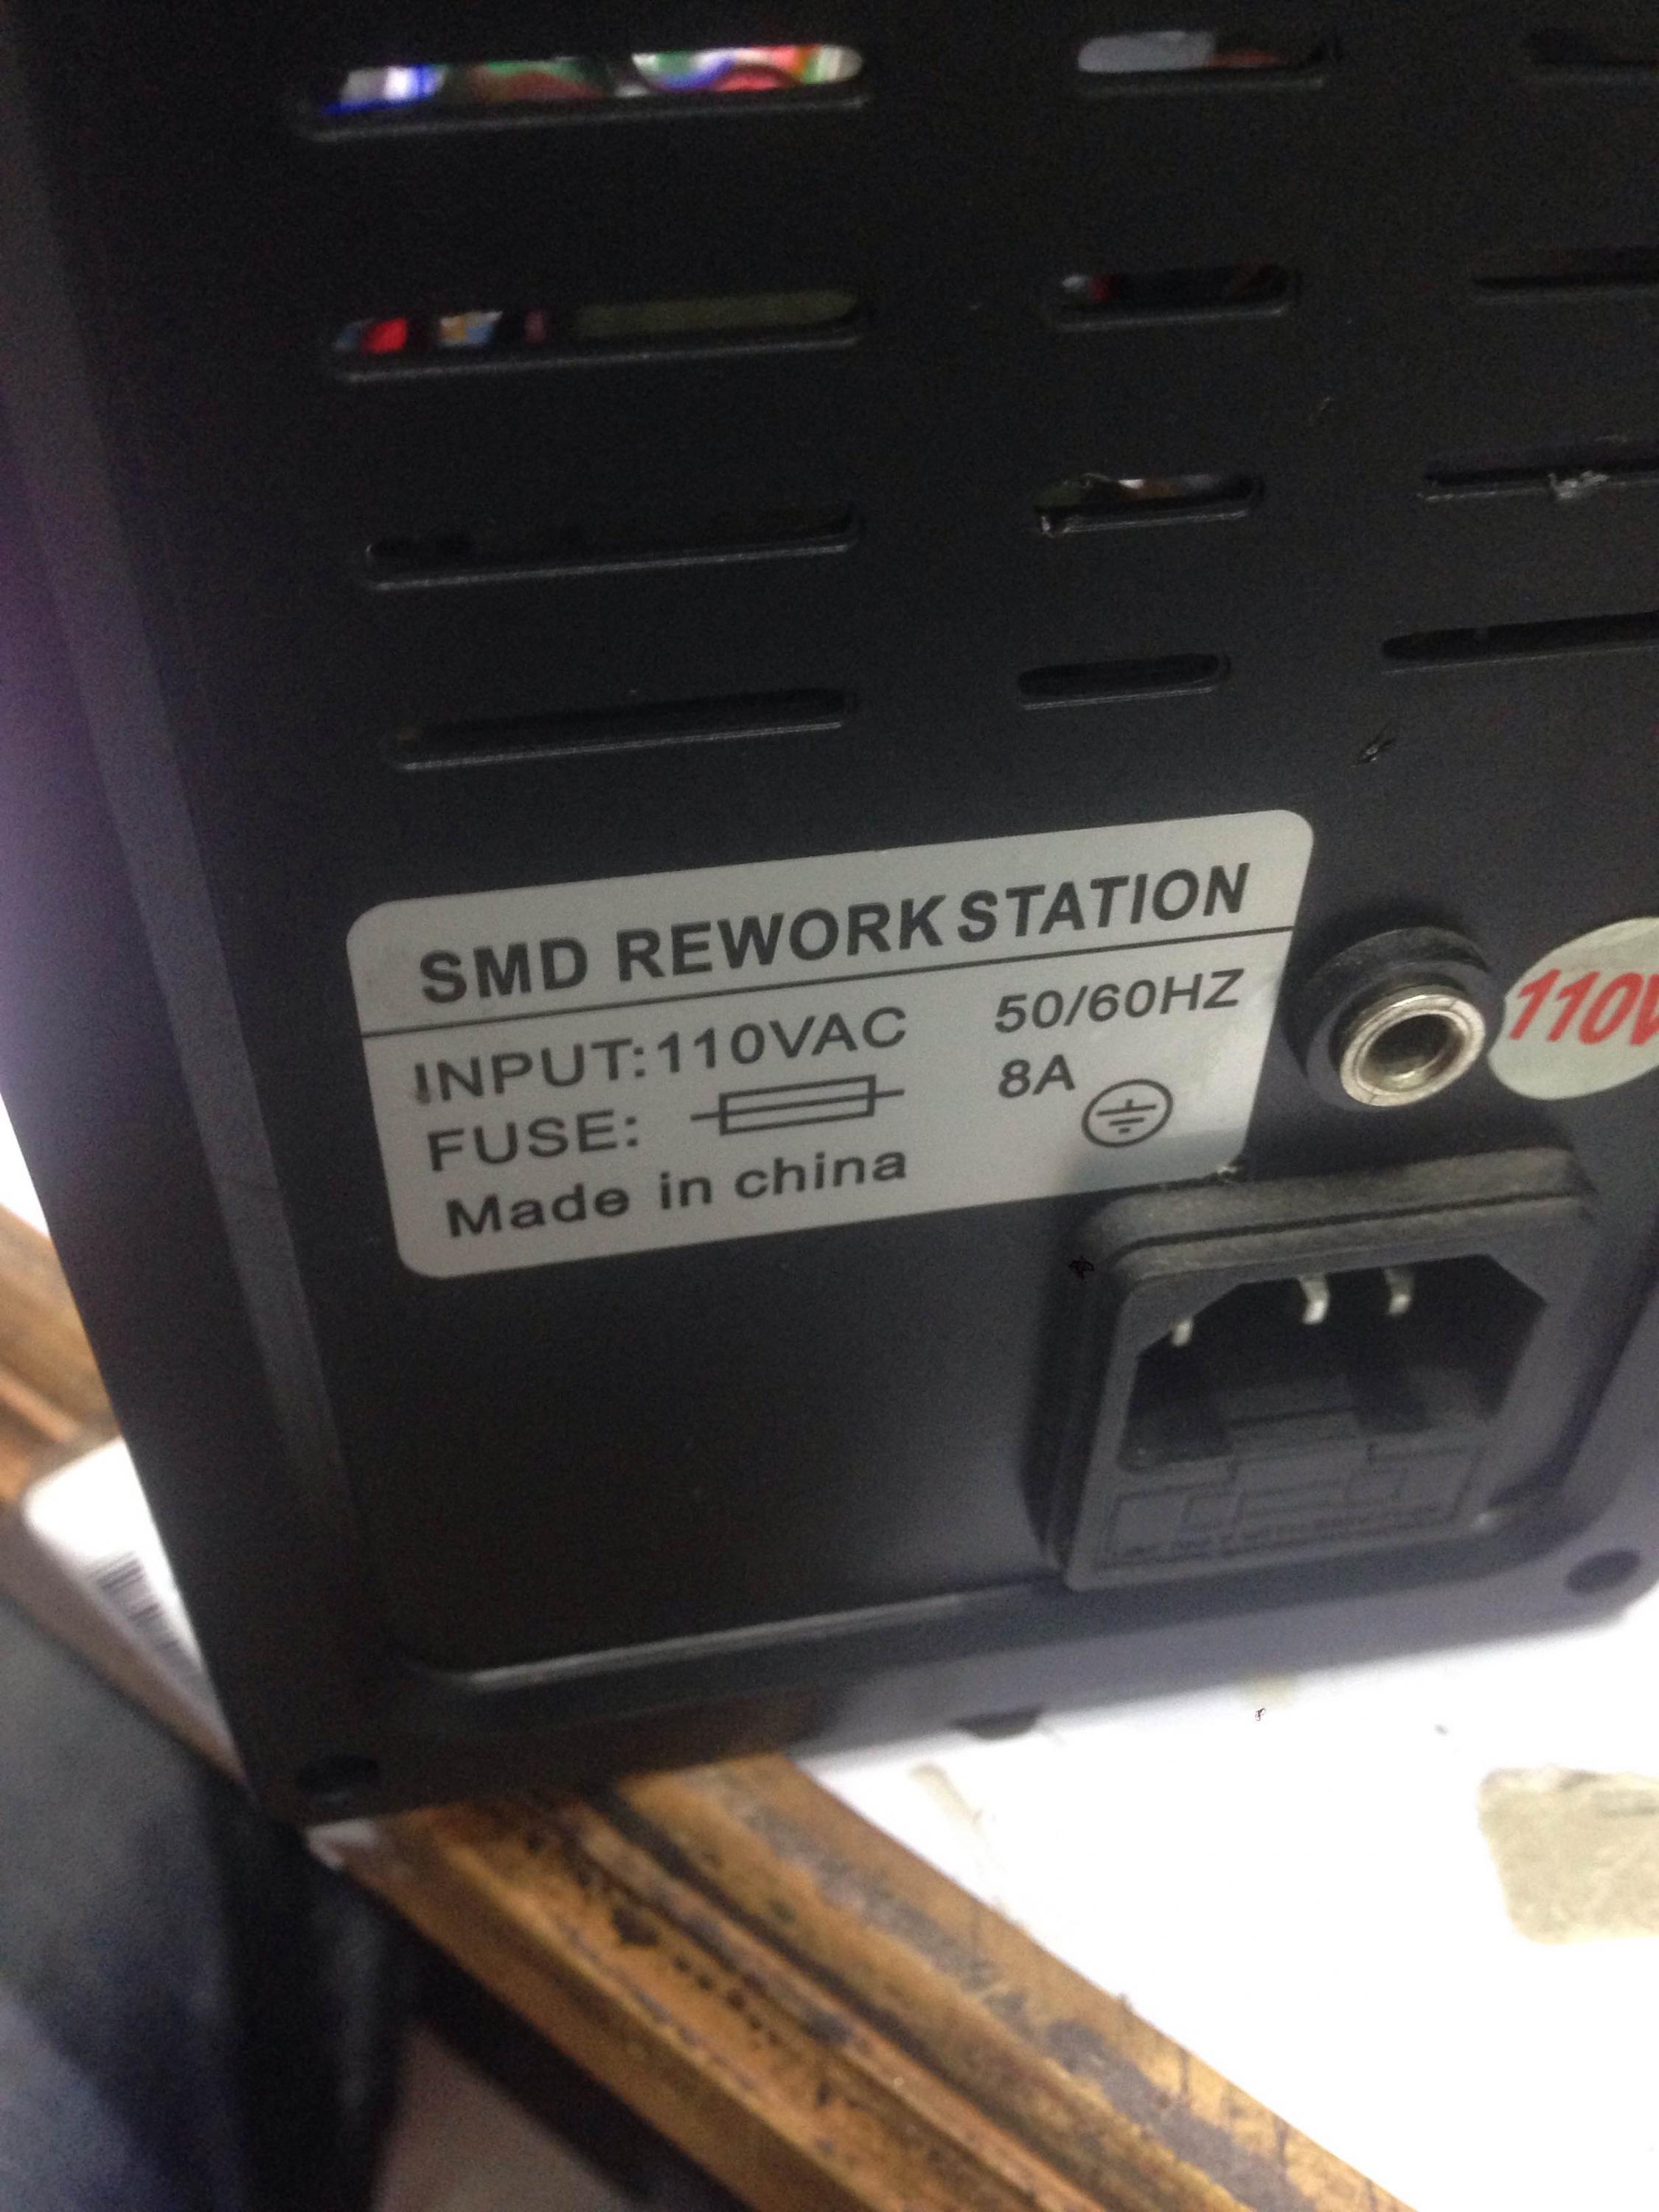 SMD REWORK STATION
INPUT:110VAC 50/60HZ
FUSE: 8A
Made in china
110V